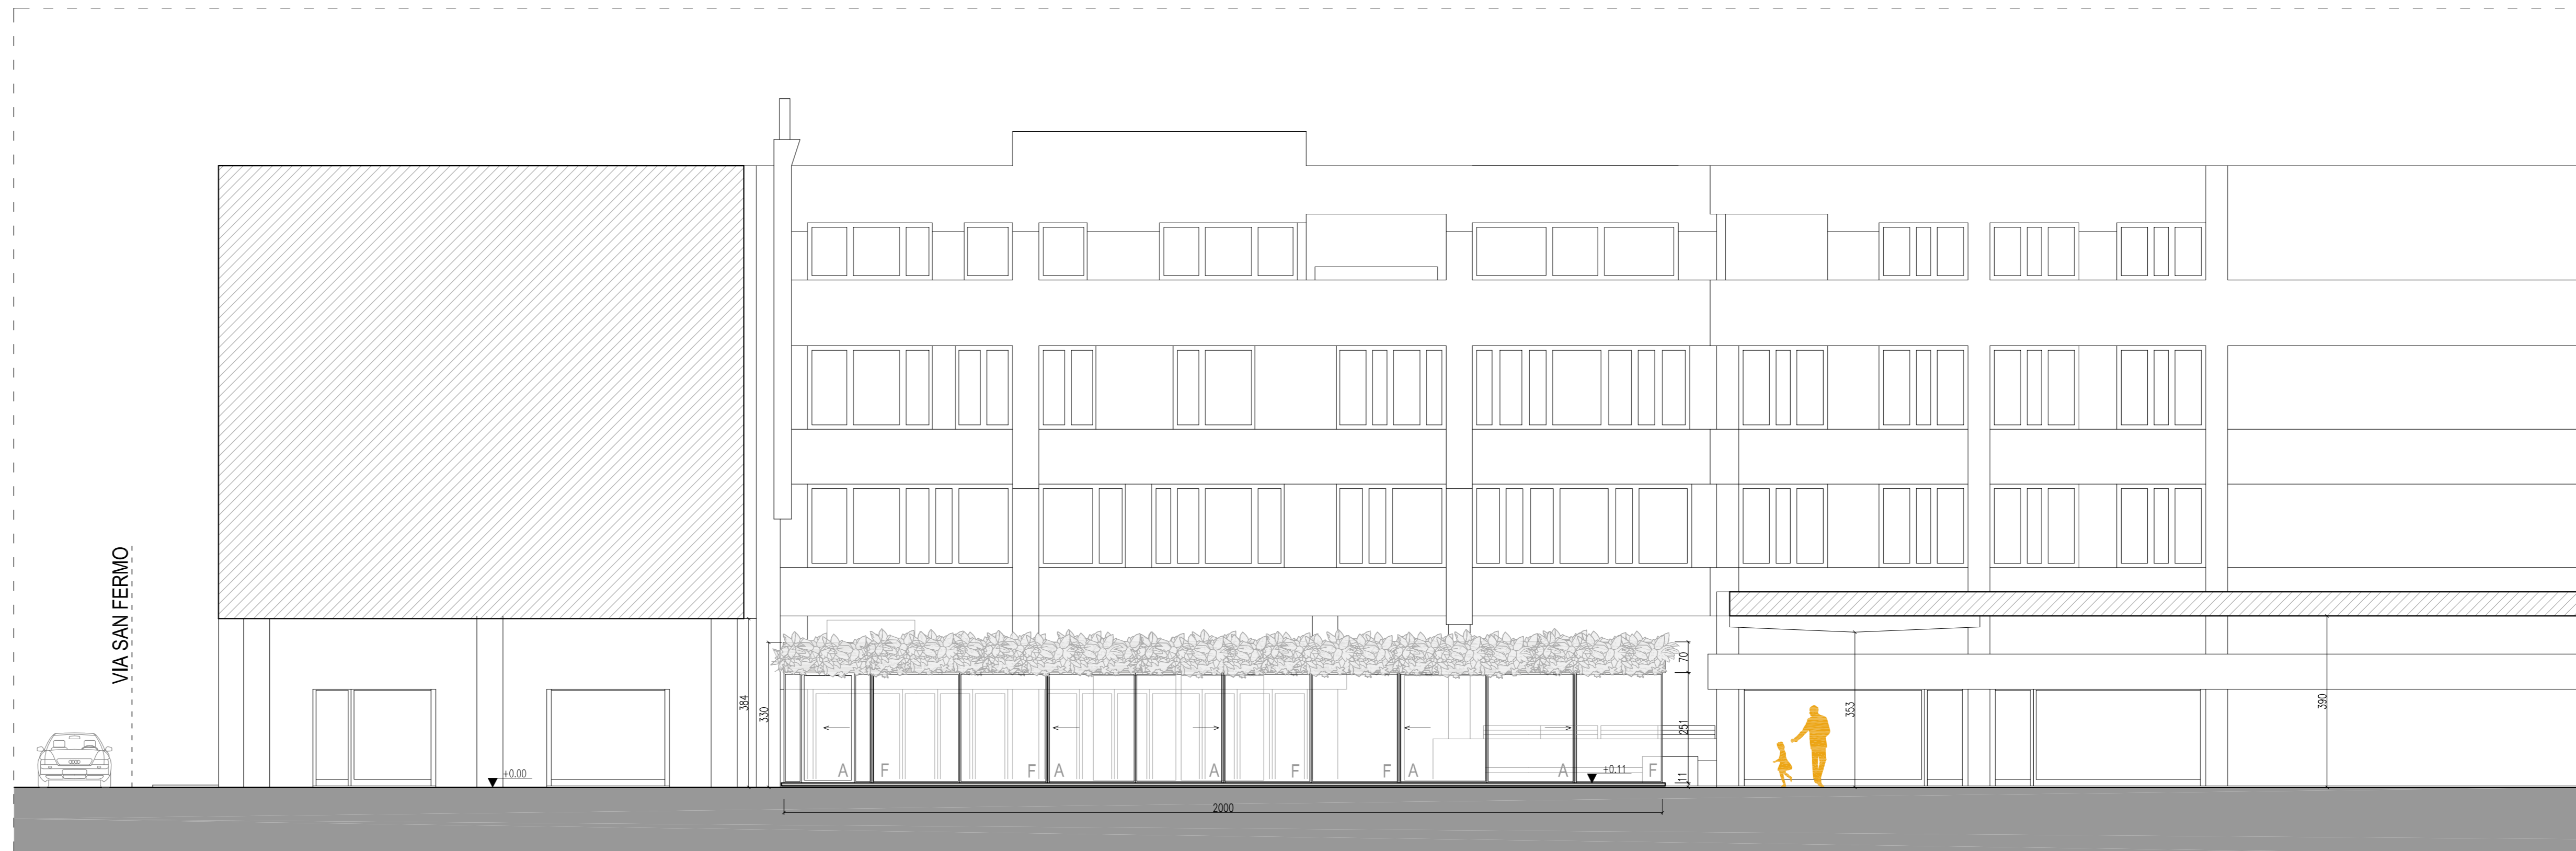 VIA SAN FERMO
384
330
+0.00
A
F
F
A
A
F
F
A
A
+0.11
F
70
251
11
2000
353
390